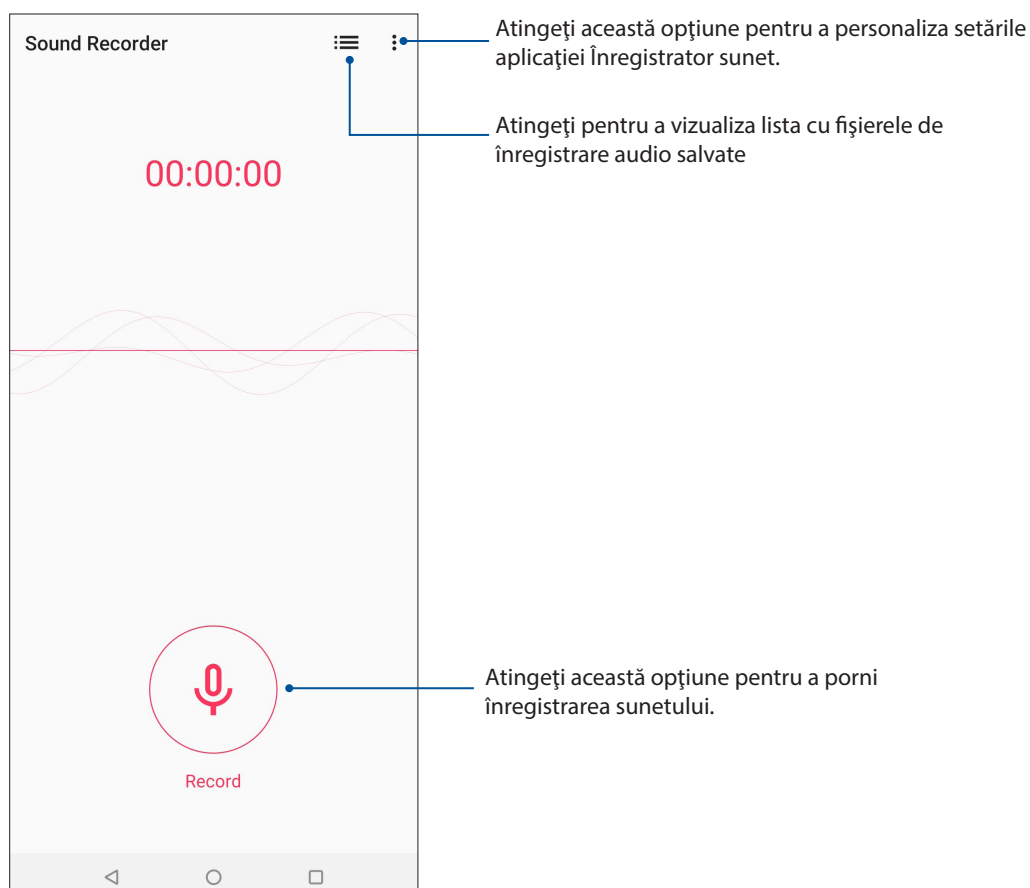 Sound Recorder
Atingeţi această opţiune pentru a personaliza setările
aplicaţiei Înregistrator sunet.
Atingeţi pentru a vizualiza lista cu fişierele de
înregistrare audio salvate
00:00:00
Atingeţi această opţiune pentru a porni
înregistrarea sunetului.
Record